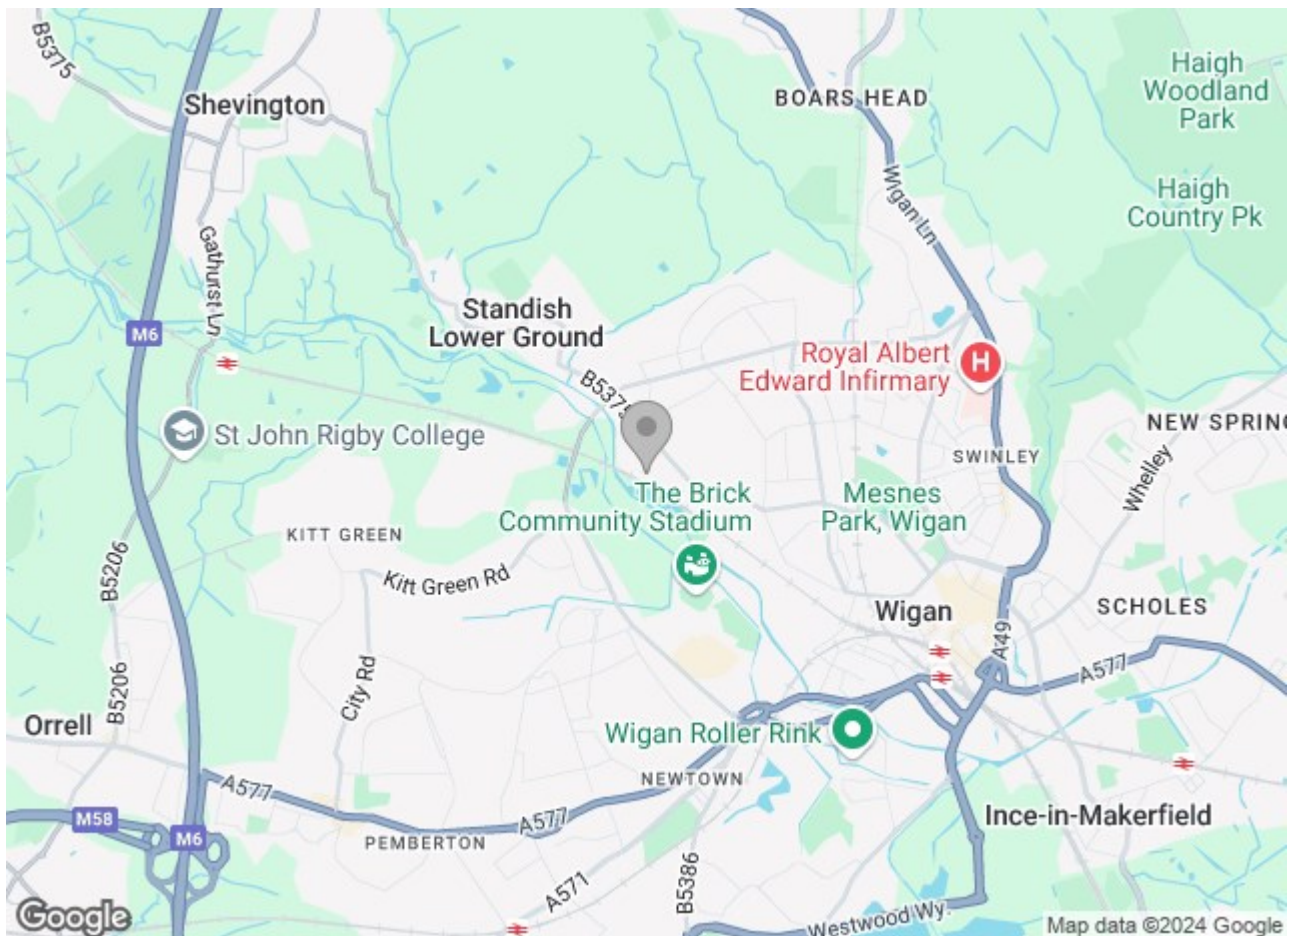 B5375
Shevington
BOARS HEAD
Haigh
Woodland
Park
Haigh
Country Pk
Wigan Ln
Gathurst Ln
M6
Standish
Lower Ground
B5375
Royal Albert
Edward Infirmary
H
St John Rigby College
NEW SPRING
SWINLEY
Whelley
The Brick
Community Stadium
Mesnes
Park, Wigan
KITT GREEN
Kitt Green Rd
B5206
Wigan
SCHOLES
A49
A577
City Rd
B5206
Orrell
Wigan Roller Rink
NEWTOWN
A577
A577
M58
M6
PEMBERTON
Ince-in-Makerfield
A571
B5386
Westwood Wy.
Google
Map data ©2024 Google